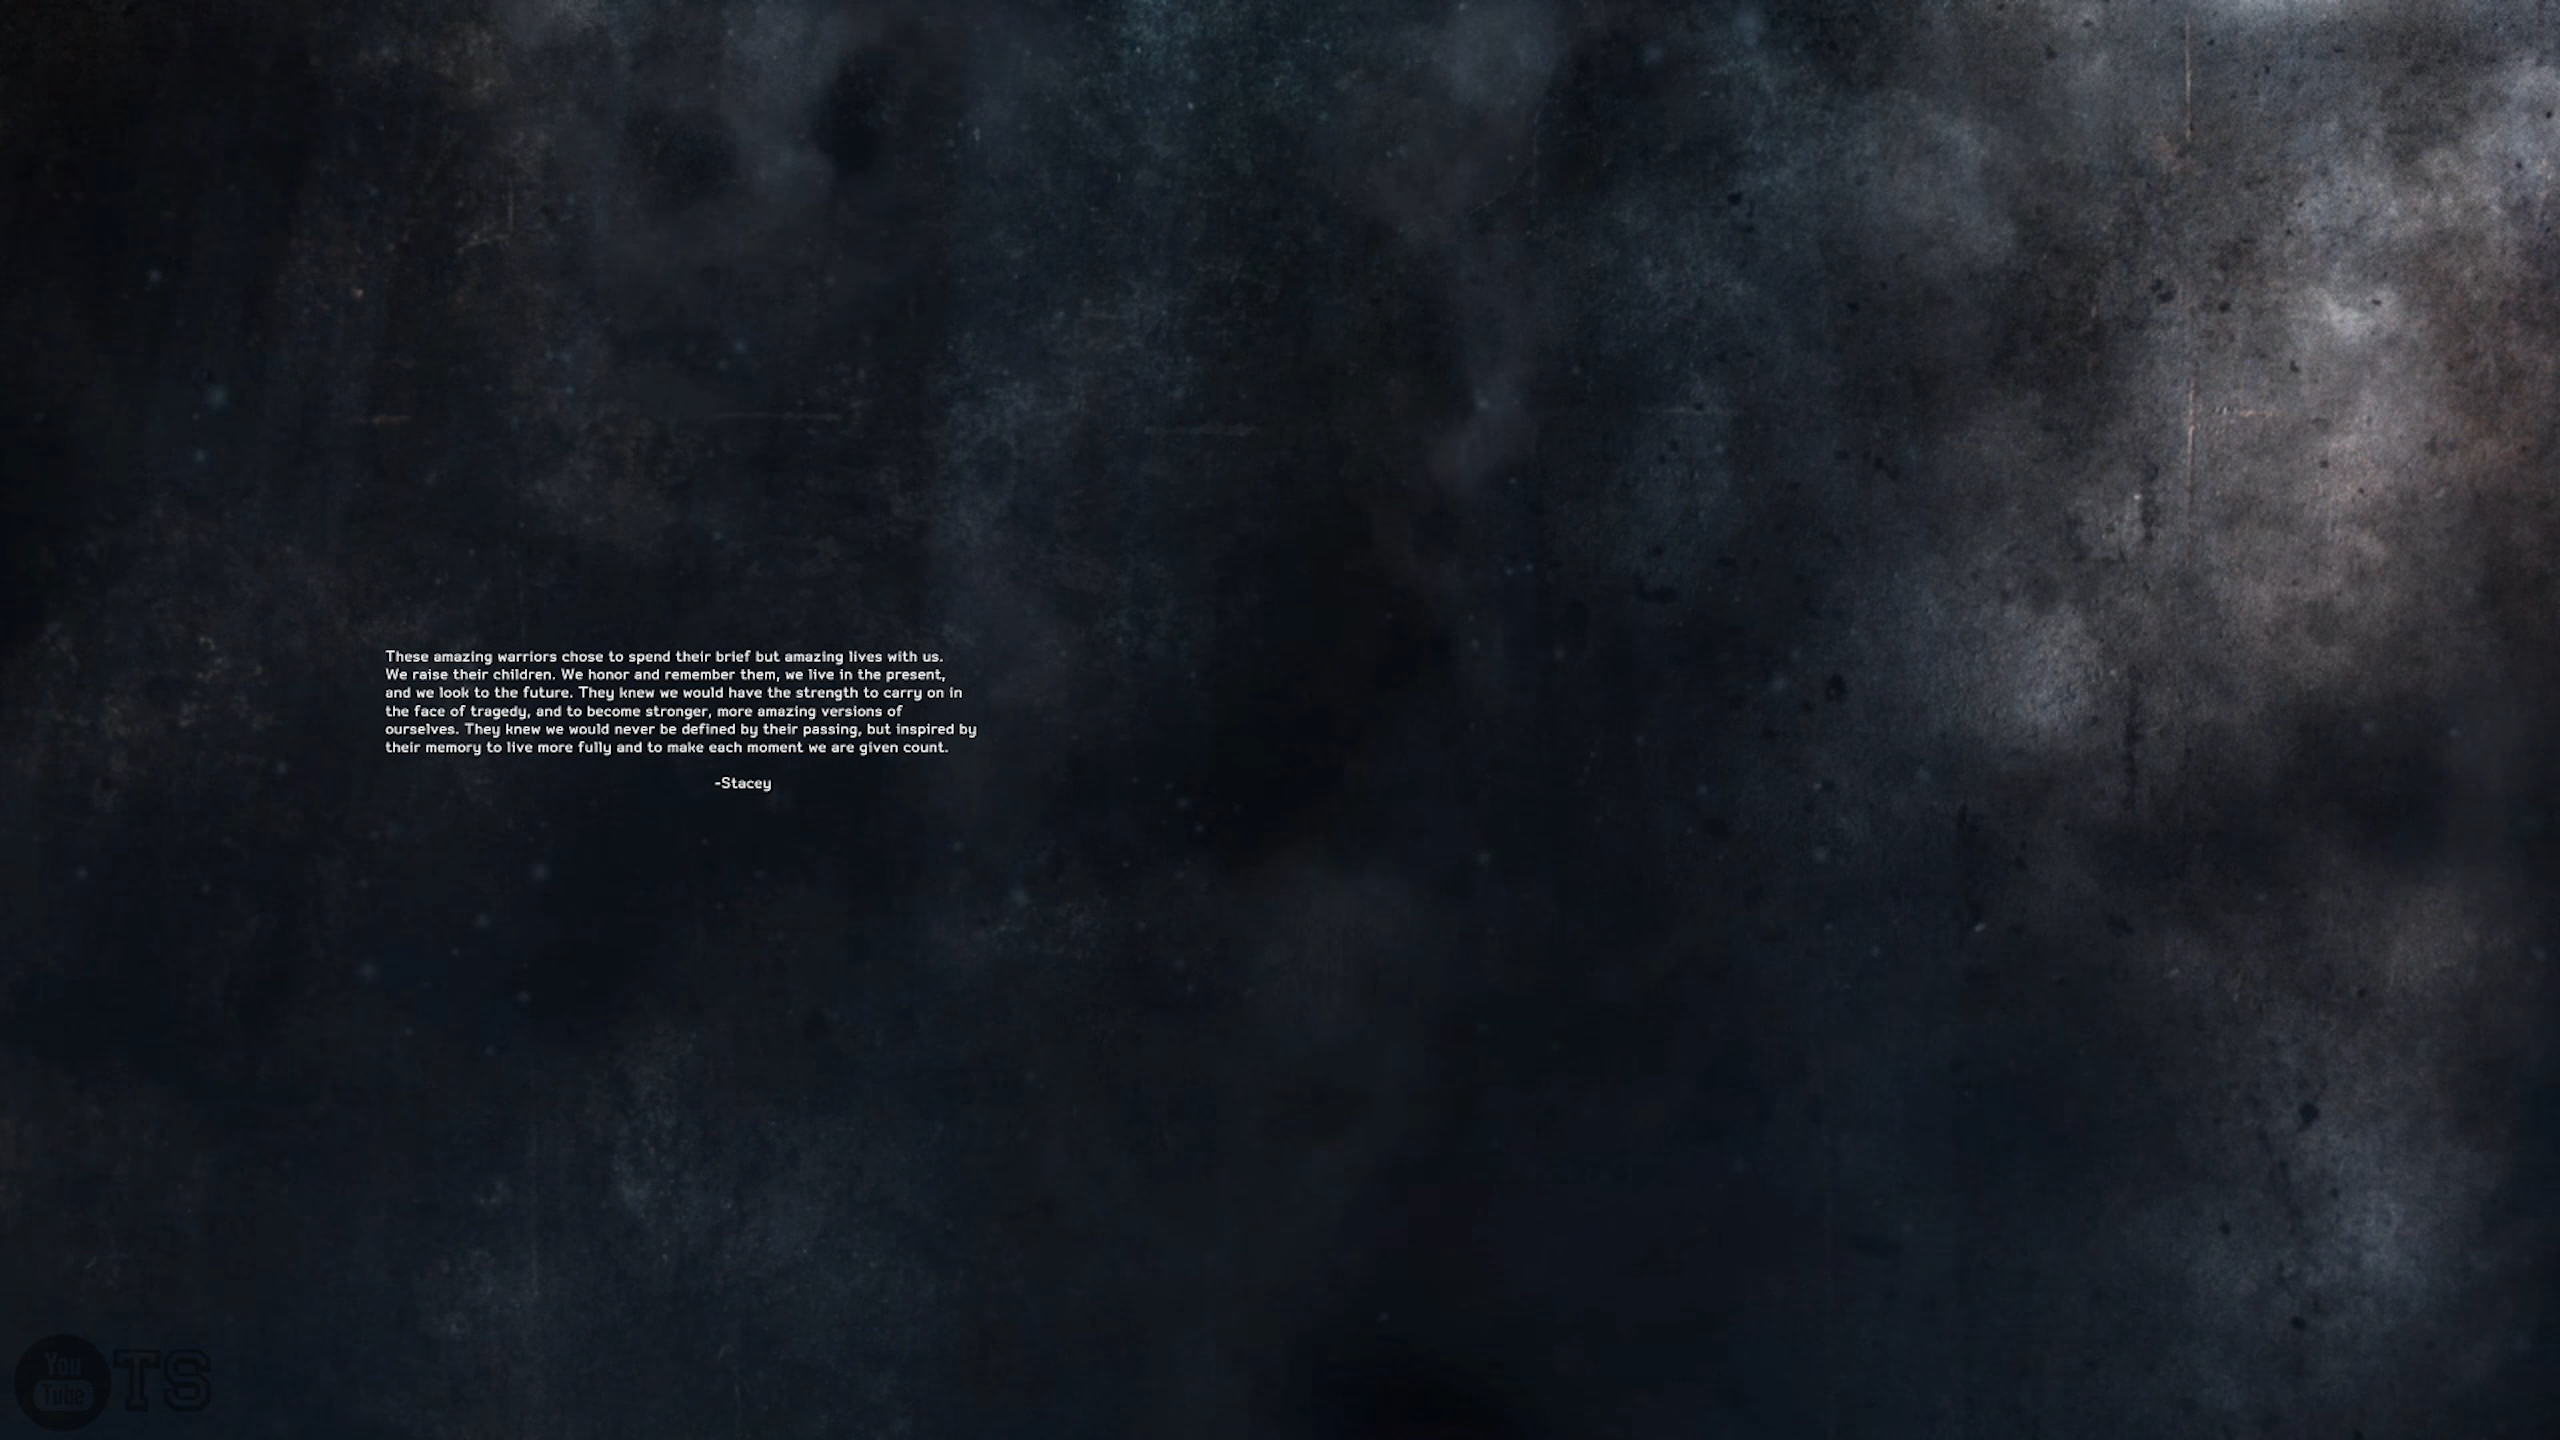 These amazing warriors chose to spend their brief but amazing lives with us.
We raise their children. We honor and remember them, we live in the present,
and we look to the future. They knew we would have the strength to carry on in
the face of tragedy, and to become stronger, more amazing versions of
ourselves. They knew we would never be defined by their passing, but inspired by
their memory to live more fully and to make each moment we are given count.
-Stacey
You
Tube
TS